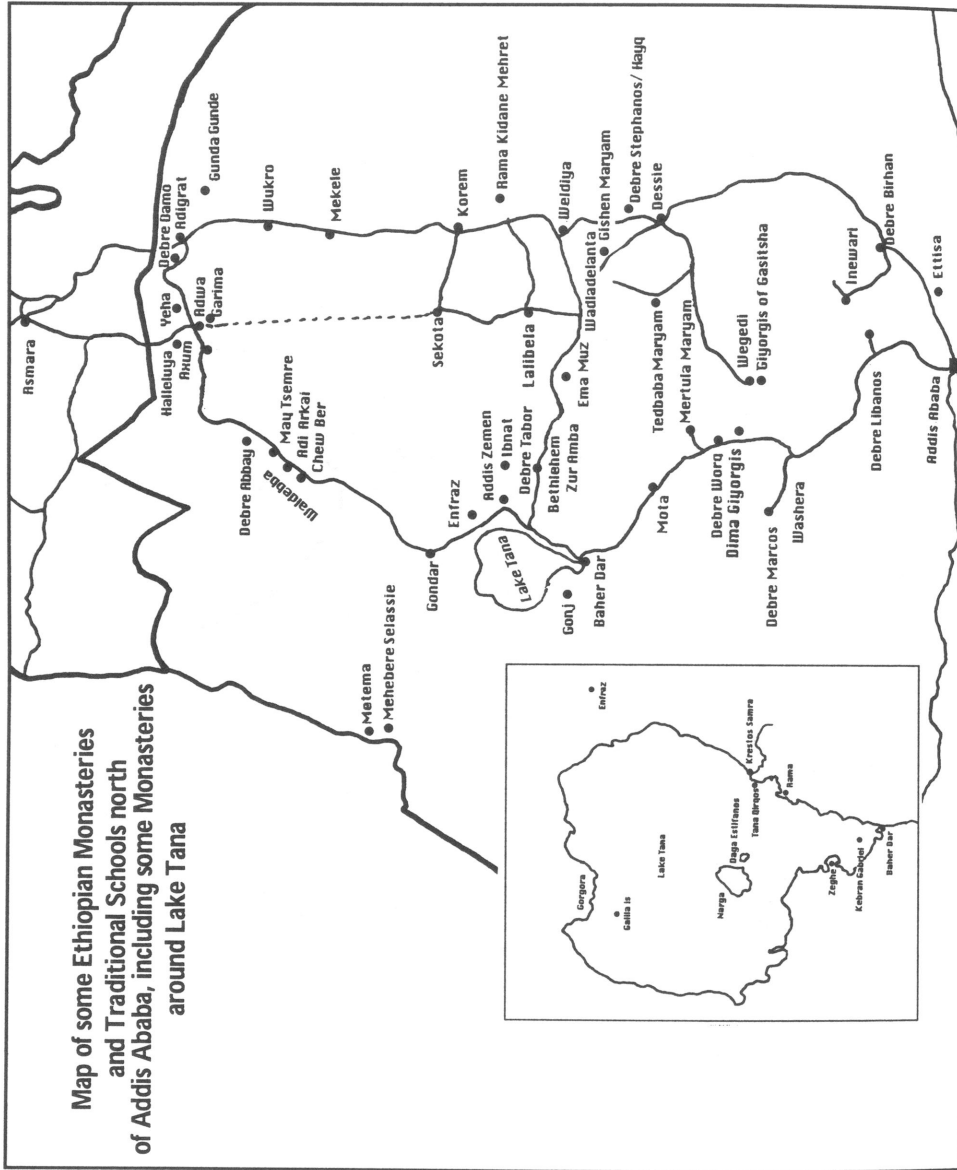 Map of some Ethiopian Monasteries
and Traditional Schools north
of Addis Ababa, including some Monasteries
around Lake Tana
Asmara
Debre Damo
Adigrat
Gunda Gunde
Yeha
Adwa
Garima
Halleluya
Axum
Wukro
Mekele
May Tsemre
Adi Arkai
Chew Ber
Debre Abbay
Waldebba
Korem
Rama Kidane Mehret
Sekota
Lalibela
Weldiya
Gishen Maryam
Debre Stephanos/ Hayq
Dessie
Wadladelanta
Ema Muz
Addis Zemen
Ibnat
Debre Tabor
Bethlehem
Zur Amba
Enfraz
Gondar
Lake Tana
Gonj
Baher Dar
Metema
Mehebere Selassie
Tedbaba Maryam
Mertula Maryam
Mota
Debre Worq
Dima Giyorgis
Wegedi
Giyorgis of Gasitsha
Debre Marcos
Washera
Inewari
Debre Birhan
Ettisa
Debre Libanos
Addis Ababa
Enfraz
Gorgora
Galila is
Lake Tana
Krestos Samra
Tana Qirqos
Rama
Daga Estifanos
Narga
Zeghe
Kebran Gabriel
Baher Dar